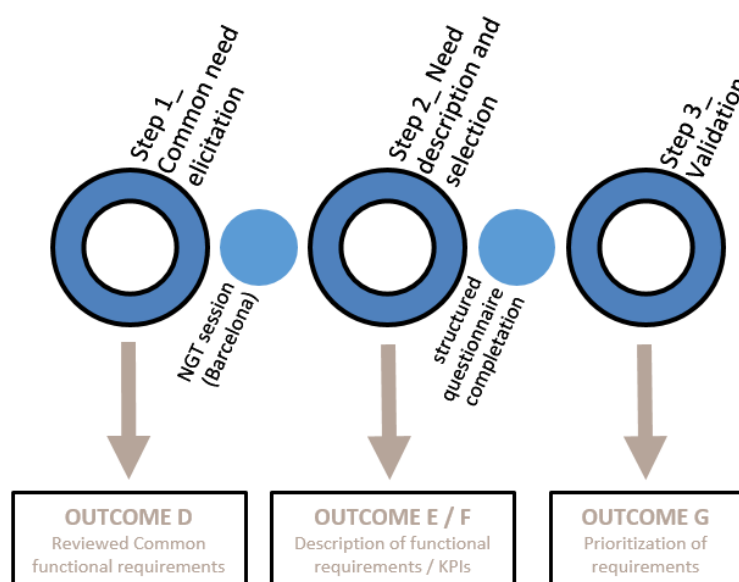 Step 1_
Common need
elicitation
NGT session
(Barcelona)
Step 2_ Need
description and
selection
structured
questionnaire
completation
Step 3_
Validation
OUTCOME D
Reviewed Common
functional requirements
OUTCOME E / F
Description of functional
requirements / KPIs
OUTCOME G
Prioritization of
requirements